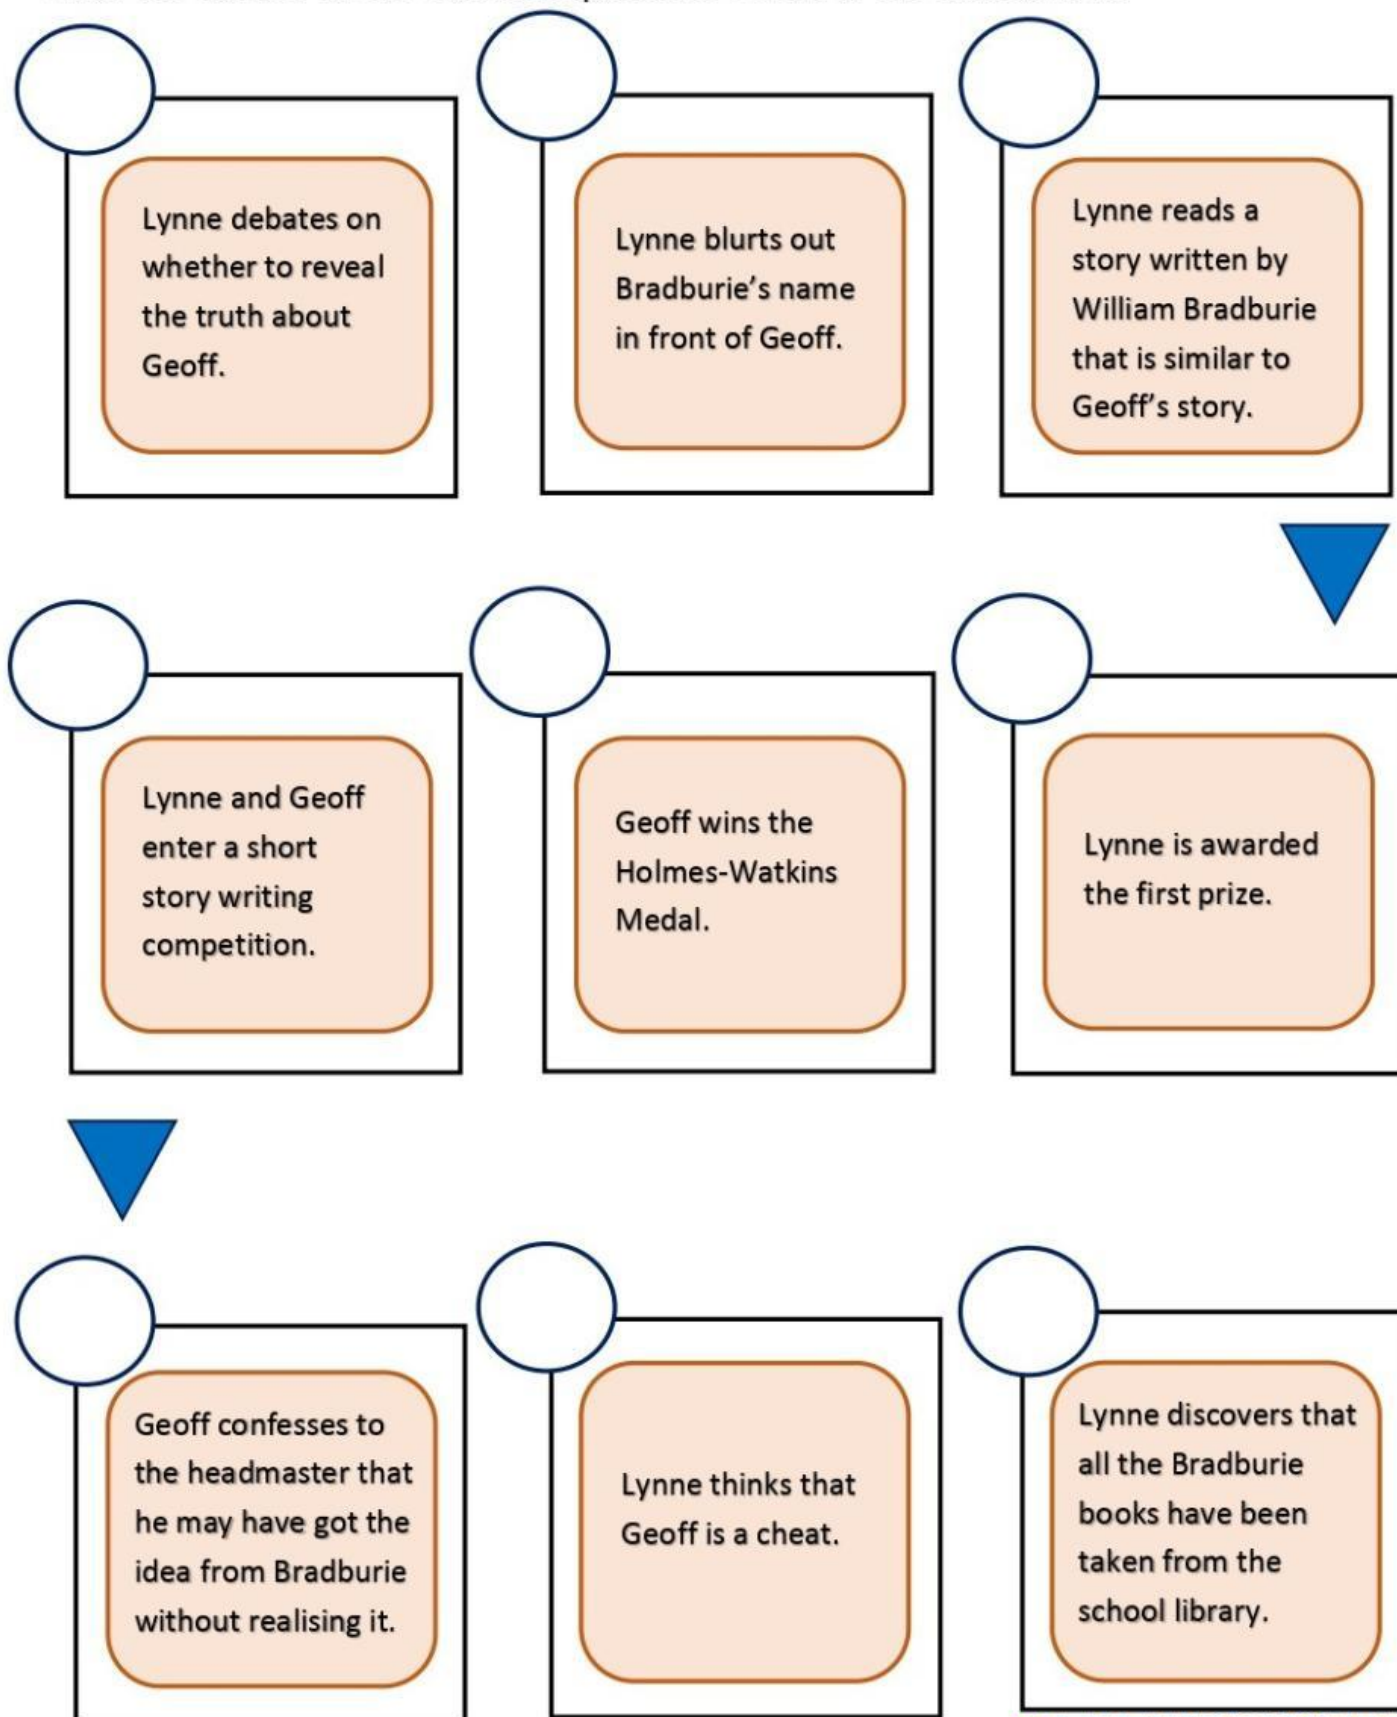 Lynne debates on
whether to reveal
the truth about
Geoff.
Lynne blurts out
Bradburie’s name
in front of Geoff.
Lynne reads a
story written by
William Bradburie
that is similar to
Geoff’s story.
Lynne and Geoff
enter a short
story writing
competition.
Geoff wins the
Holmes-Watkins
Medal.
Lynne is awarded
the first prize.
Geoff confesses to
the headmaster that
he may have got the
idea from Bradburie
without realising it.
Lynne thinks that
Geoff is a cheat.
Lynne discovers that
all the Bradburie
books have been
taken from the
school library.